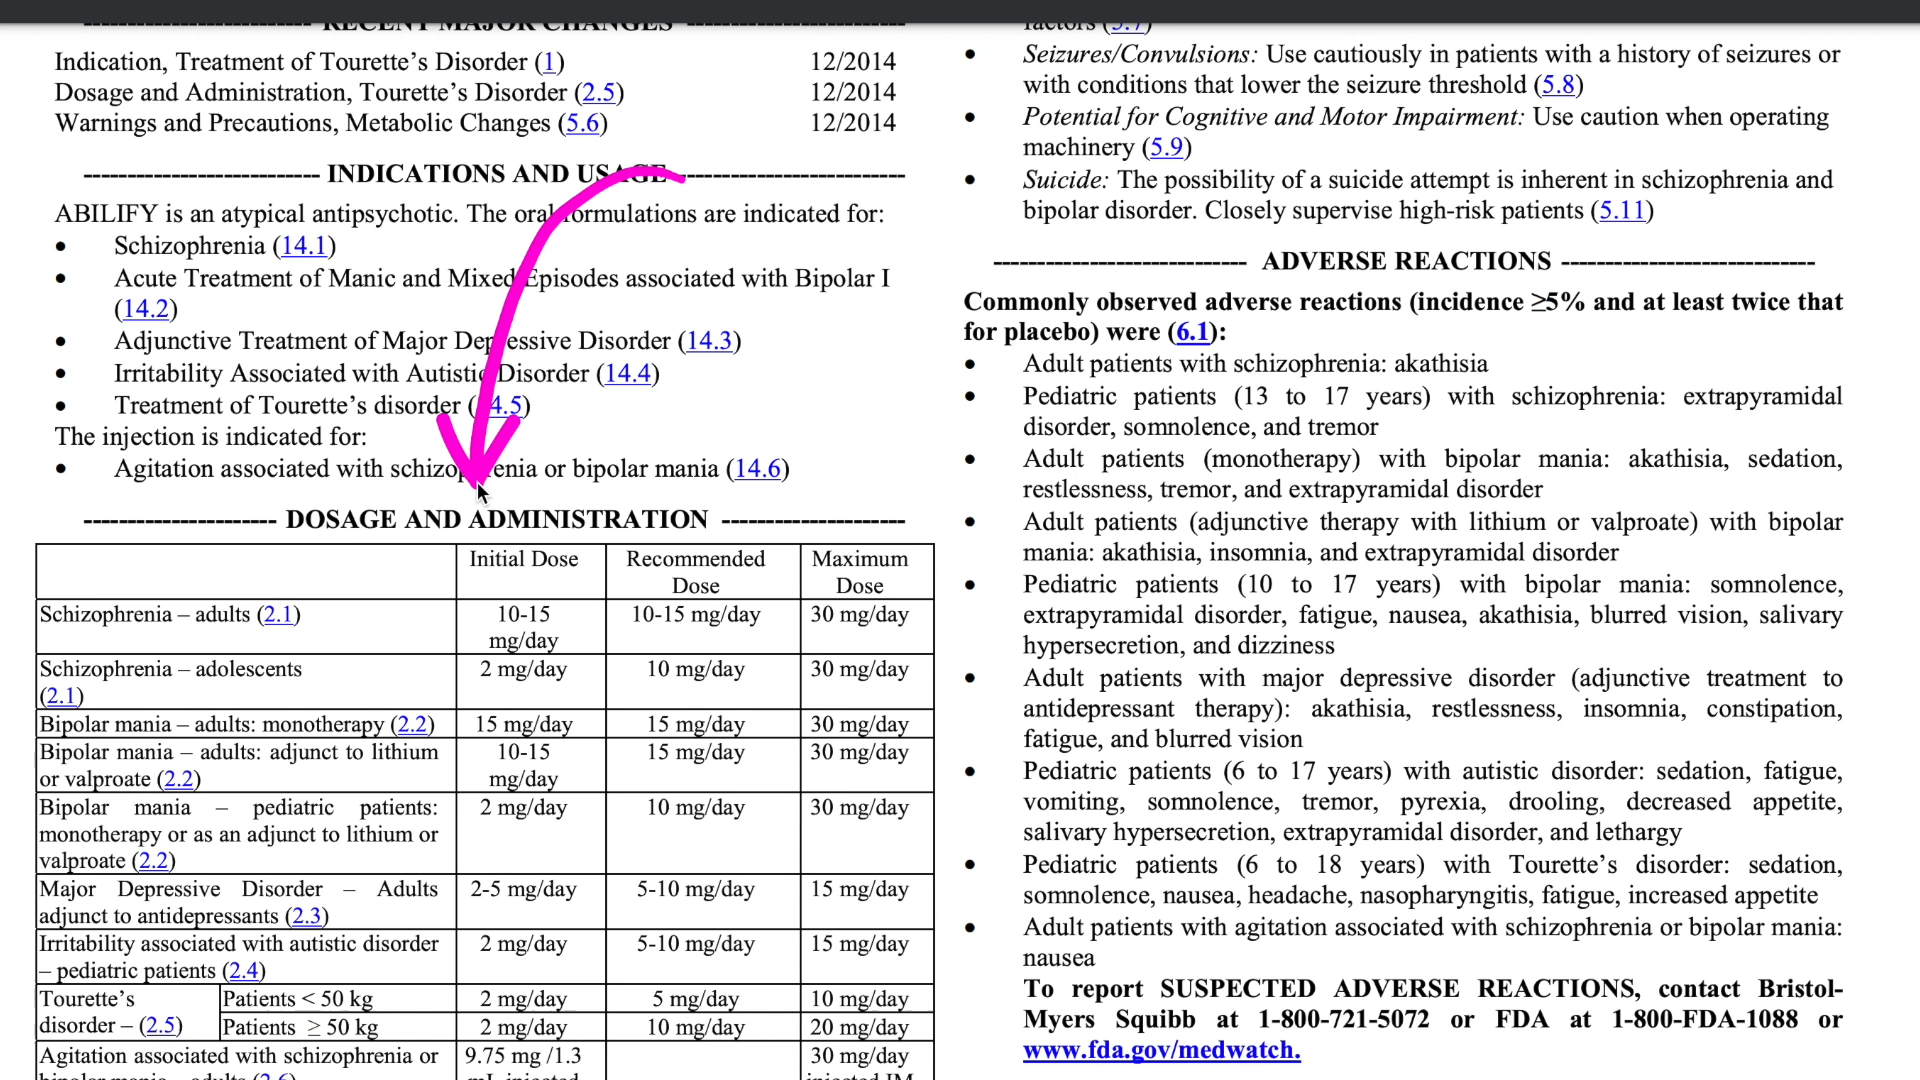 RECENT MAJOR CHANGES
Indication, Treatment of Tourette’s Disorder (1) 12/2014
Dosage and Administration, Tourette’s Disorder (2.5) 12/2014
Warnings and Precautions, Metabolic Changes (5.6) 12/2014
--------------------------- INDICATIONS AND USAGE --------------------------
ABILIFY is an atypical antipsychotic. The oral formulations are indicated for:
• Schizophrenia (14.1)
• Acute Treatment of Manic and Mixed Episodes associated with Bipolar I
(14.2)
• Adjunctive Treatment of Major Depressive Disorder (14.3)
• Irritability Associated with Autistic Disorder (14.4)
• Treatment of Tourette’s disorder (14.5)
The injection is indicated for:
• Agitation associated with schizophrenia or bipolar mania (14.6)
---------------------- DOSAGE AND ADMINISTRATION ---------------------
Initial Dose Recommended Maximum
Dose Dose
Schizophrenia – adults (2.1) 10-15 10-15 mg/day 30 mg/day
mg/day
Schizophrenia – adolescents 2 mg/day 10 mg/day 30 mg/day
(2.1)
Bipolar mania – adults: monotherapy (2.2) 15 mg/day 15 mg/day 30 mg/day
Bipolar mania – adults: adjunct to lithium 10-15 15 mg/day 30 mg/day
or valproate (2.2) mg/day
Bipolar mania – pediatric patients: 2 mg/day 10 mg/day 30 mg/day
monotherapy or as an adjunct to lithium or
valproate (2.2)
Major Depressive Disorder – Adults 2-5 mg/day 5-10 mg/day 15 mg/day
adjunct to antidepressants (2.3)
Irritability associated with autistic disorder 2 mg/day 5-10 mg/day 15 mg/day
– pediatric patients (2.4)
Tourette’s Patients < 50 kg 2 mg/day 5 mg/day 10 mg/day
disorder – (2.5) Patients ≥ 50 kg 2 mg/day 10 mg/day 20 mg/day
Agitation associated with schizophrenia or 9.75 mg /1.3 30 mg/day
bipolar mania – adults (2.6) mL injected injected IM
factors (5.7)
• Seizures/Convulsions: Use cautiously in patients with a history of seizures or
with conditions that lower the seizure threshold (5.8)
• Potential for Cognitive and Motor Impairment: Use caution when operating
machinery (5.9)
• Suicide: The possibility of a suicide attempt is inherent in schizophrenia and
bipolar disorder. Closely supervise high-risk patients (5.11)
----------------------------- ADVERSE REACTIONS -----------------------------
Commonly observed adverse reactions (incidence ≥5% and at least twice that
for placebo) were (6.1):
• Adult patients with schizophrenia: akathisia
• Pediatric patients (13 to 17 years) with schizophrenia: extrapyramidal
disorder, somnolence, and tremor
• Adult patients (monotherapy) with bipolar mania: akathisia, sedation,
restlessness, tremor, and extrapyramidal disorder
• Adult patients (adjunctive therapy with lithium or valproate) with bipolar
mania: akathisia, insomnia, and extrapyramidal disorder
• Pediatric patients (10 to 17 years) with bipolar mania: somnolence,
extrapyramidal disorder, fatigue, nausea, akathisia, blurred vision, salivary
hypersecretion, and dizziness
• Adult patients with major depressive disorder (adjunctive treatment to
antidepressant therapy): akathisia, restlessness, insomnia, constipation,
fatigue, and blurred vision
• Pediatric patients (6 to 17 years) with autistic disorder: sedation, fatigue,
vomiting, somnolence, tremor, pyrexia, drooling, decreased appetite,
salivary hypersecretion, extrapyramidal disorder, and lethargy
• Pediatric patients (6 to 18 years) with Tourette’s disorder: sedation,
somnolence, nausea, headache, nasopharyngitis, fatigue, increased appetite
• Adult patients with agitation associated with schizophrenia or bipolar mania:
nausea
To report SUSPECTED ADVERSE REACTIONS, contact Bristol-
Myers Squibb at 1-800-721-5072 or FDA at 1-800-FDA-1088 or
www.fda.gov/medwatch.